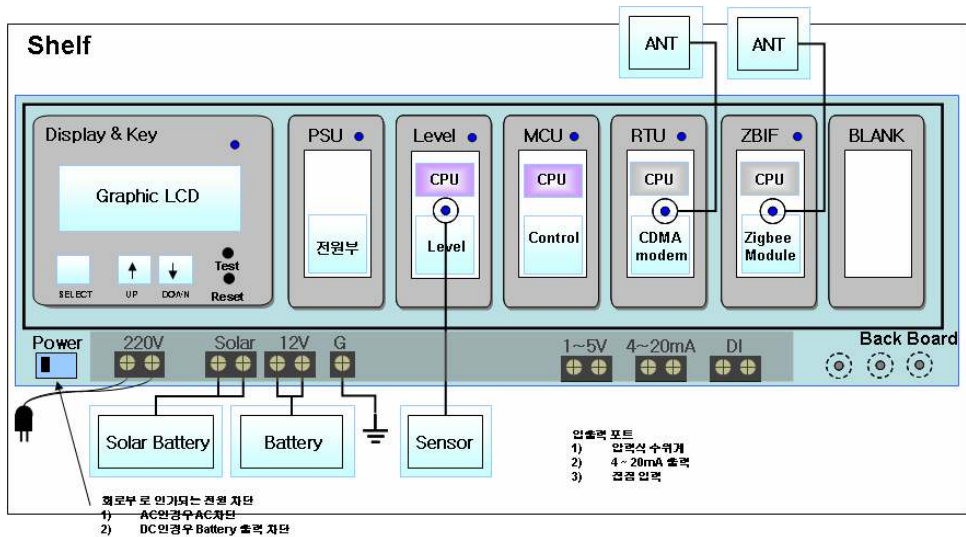 Shelf
ANT
ANT
Display & Key
Graphic LCD
SELECT
UP
DOWN
Test
Reset
PSU
전원부
Level
CPU
Level
MCU
CPU
Control
RTU
CPU
CDMA
modem
ZBIF
CPU
Zigbee
Module
BLANK
Power
220V
Solar
12V
G
1~5V
4~20mA
DI
Back Board
Solar Battery
Battery
Sensor
입출력 포트
1) 압력식 수위계
2) 4 ~ 20mA 출력
3) 접점 입력
회로부 로 인가되는 전원 차단
1) AC인경우 AC차단
2) DC인경우 Battery 출력 차단